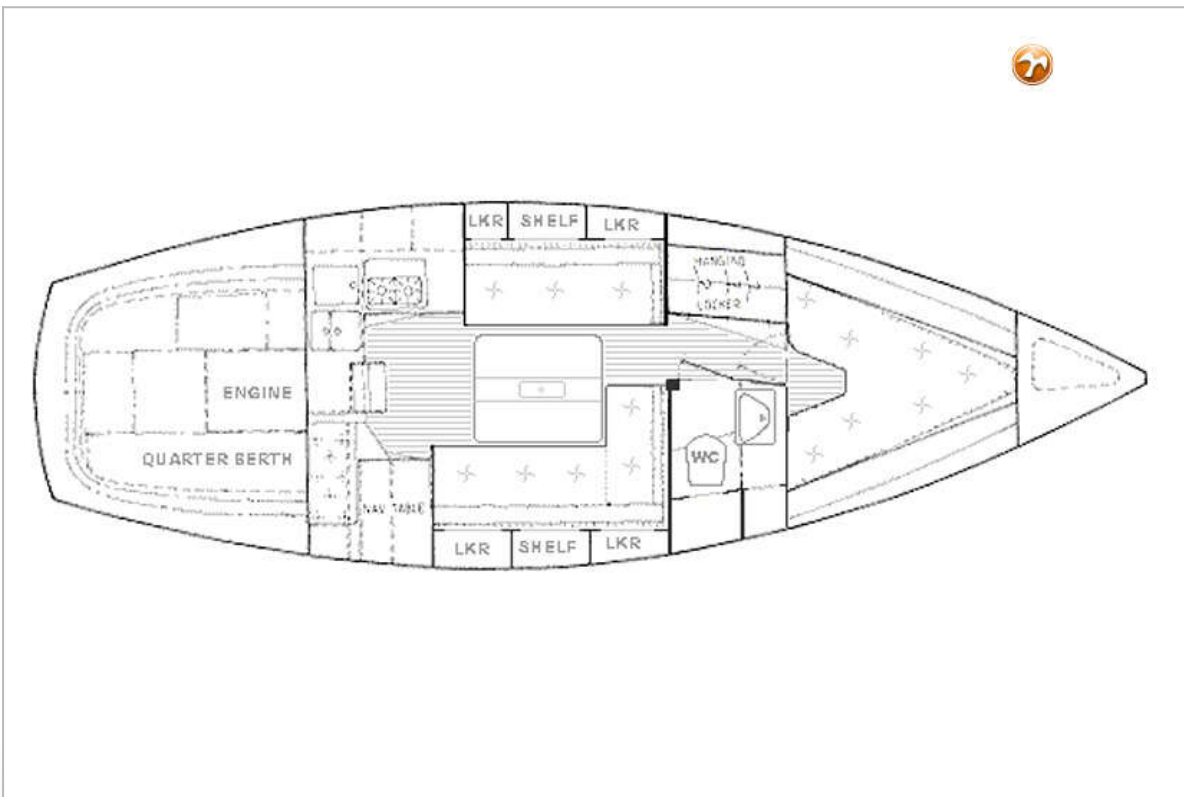 LKR
SHELF
LKR
HANGING
LOCKER
ENGINE
QUARTER BERTH
WC
NAV TABLE
LKR
SHELF
LKR